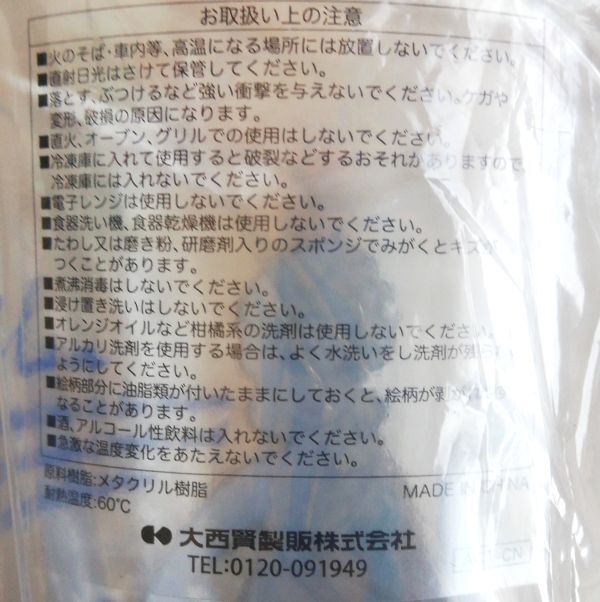 お取扱い上の注意
■火のそば・車内等、高温になる場所には放置しないでください。
■直射日光はさけて保管してください。
■落とす、ぶつけるなど強い衝撃を与えないでください。ケガや
変形、破損の原因になります。
■直火、オーブン、グリルでの使用はしないでください。
■冷凍庫に入れて使用すると破裂などするおそれがありますので、
冷凍庫には入れないでください。
■電子レンジは使用しないでください。
■食器洗い機、食器乾燥機は使用しないでください。
■たわし又は磨き粉、研磨剤入りのスポンジでみがくとキズが
つくことがあります。
■煮沸消毒はしないでください。
■浸け置き洗いはしないでください。
■オレンジオイルなど柑橘系の洗剤は使用しないでください。
■アルカリ洗剤を使用する場合は、よく水洗いをし洗剤が残らない
ようにしてください。
■絵柄部分に油脂類が付いたままにしておくと、絵柄が
なることがあります。
■酒、アルコール性飲料は入れないでください。
■急激な温度変化をあたえないでください。
原料樹脂:メタクリル樹脂
MADE IN CHINA
耐熱温度:60℃
大西賢製販株式会社
TEL:0120-091949